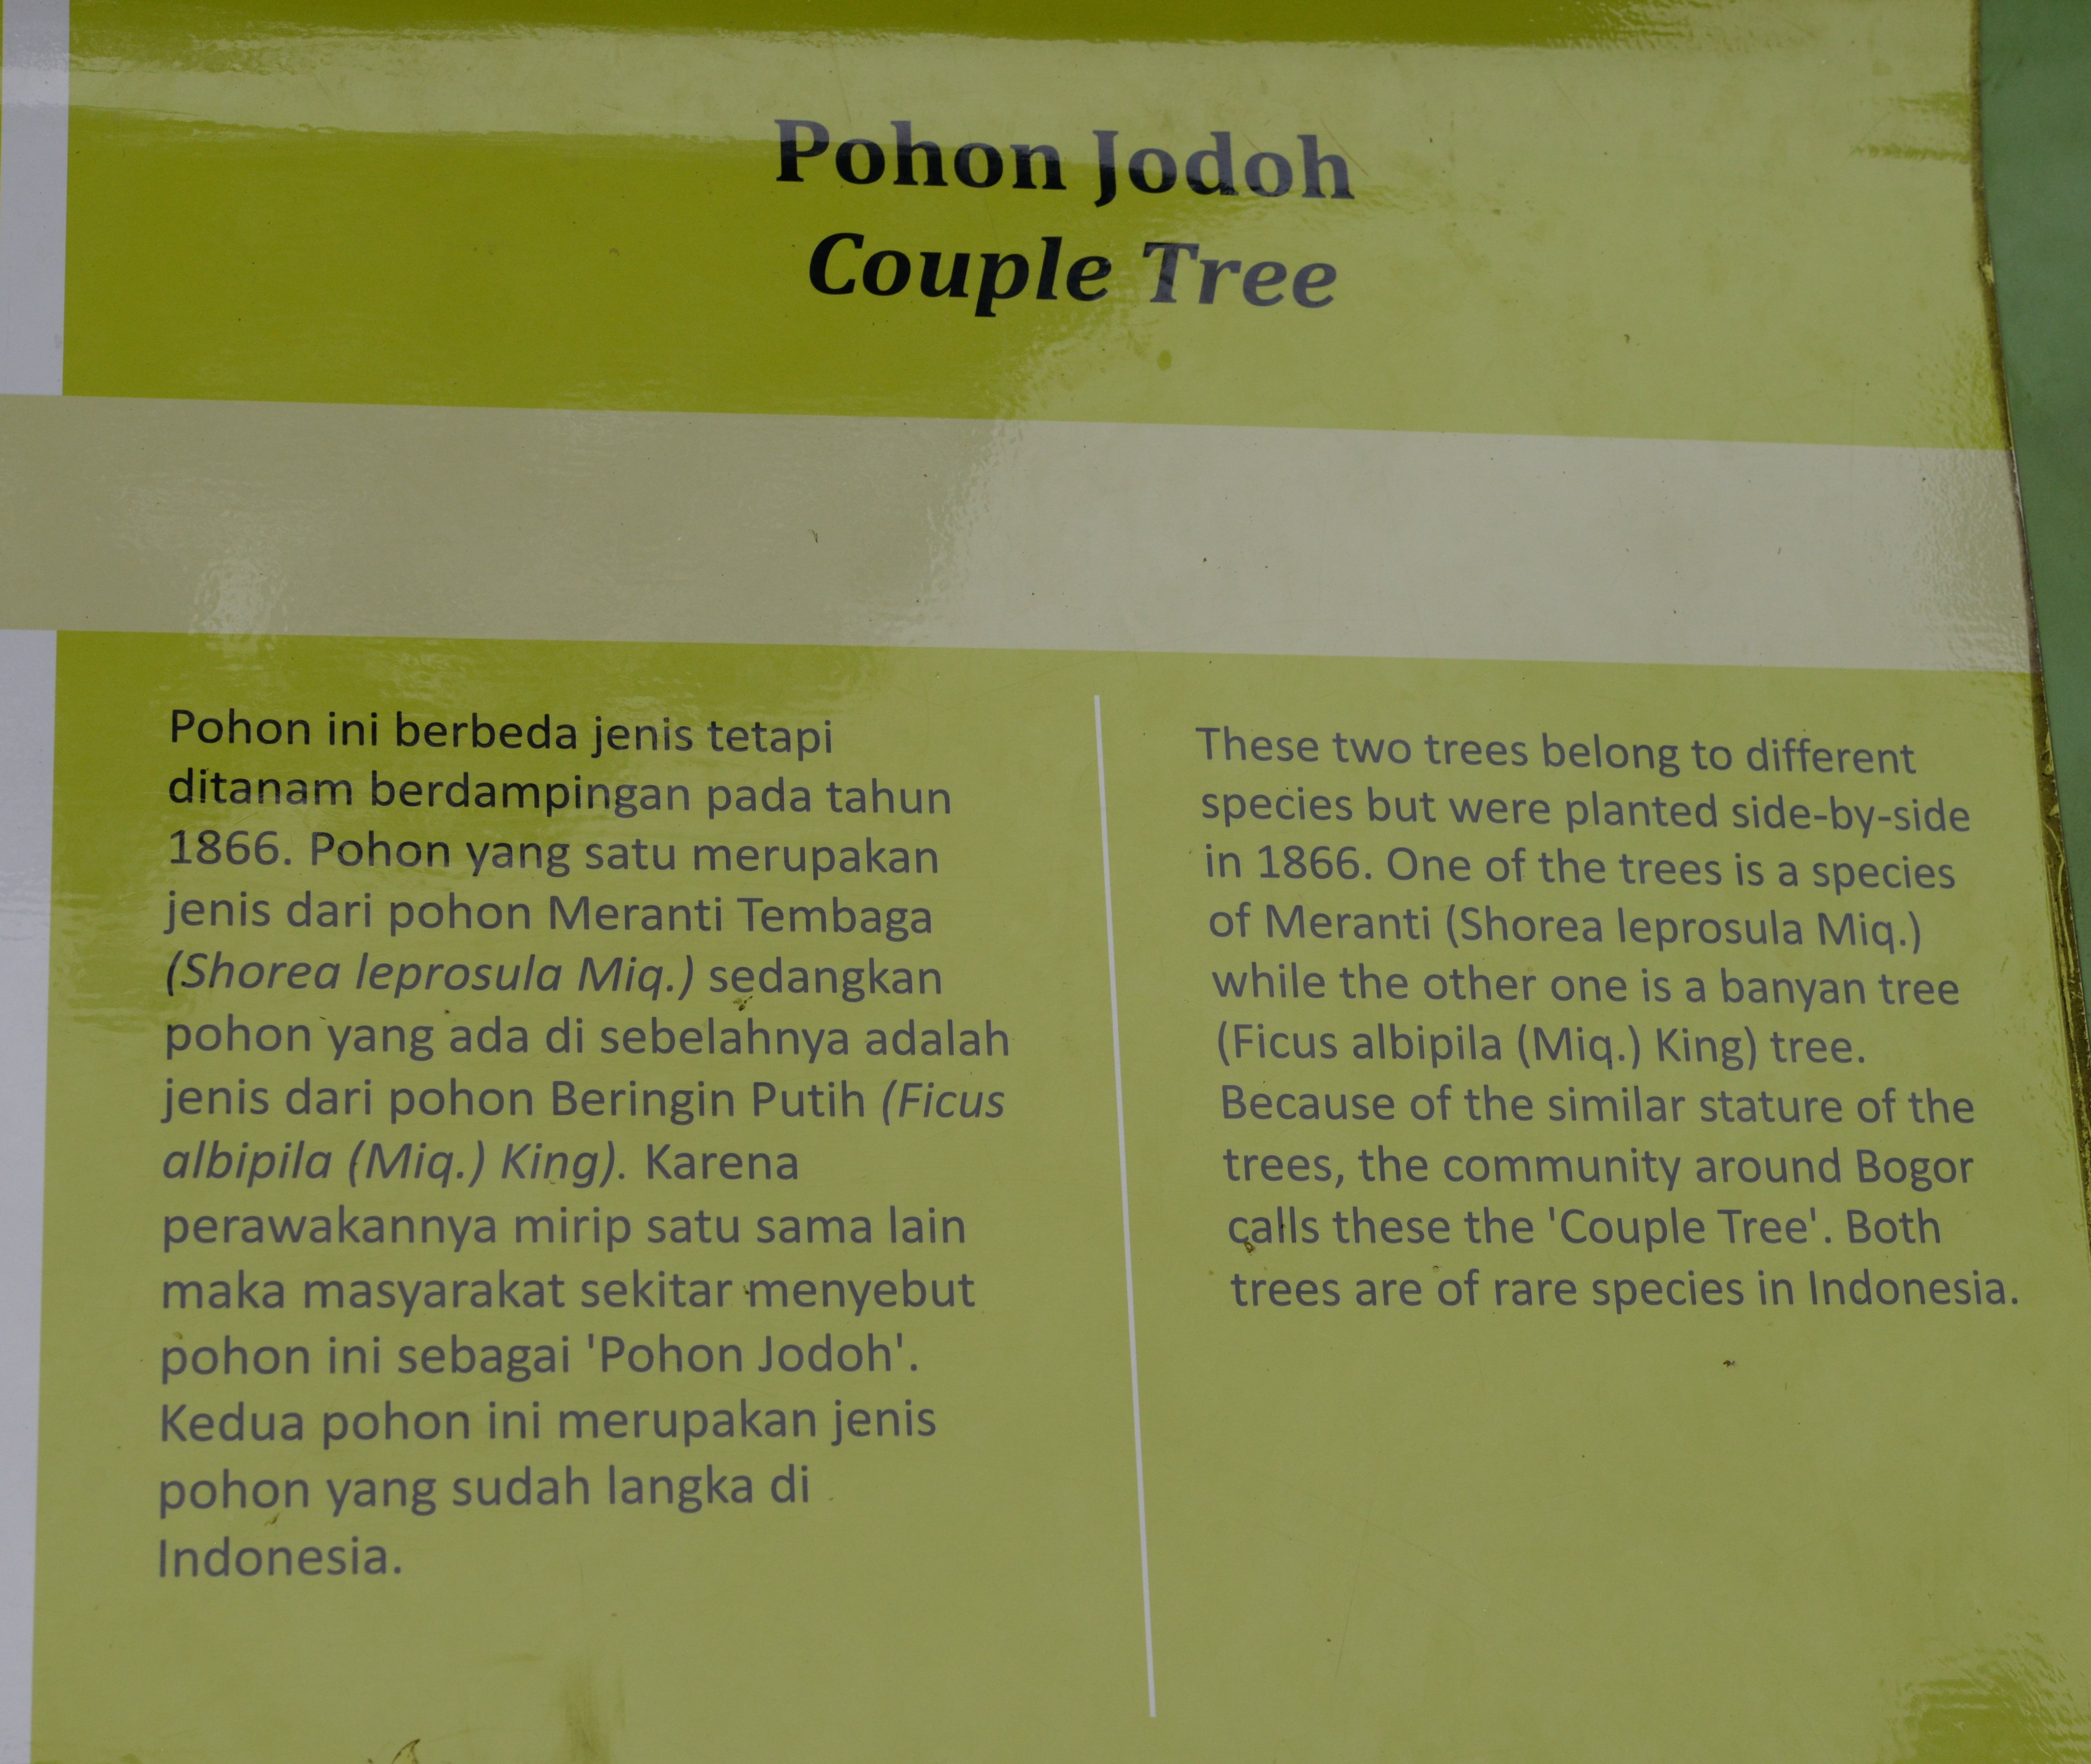 Pohon Jodoh
Couple Tree
Pohon ini berbeda jenis tetapi
ditanam berdampingan pada tahun
1866. Pohon yang satu merupakan
jenis dari pohon Meranti Tembaga
(Shorea leprosula Miq.) sedangkan
pohon yang ada di sebelahnya adalah
jenis dari pohon Beringin Putih (Ficus
albipila (Miq.) King). Karena
perawakannya mirip satu sama lain
maka masyarakat sekitar menyebut
pohon ini sebagai 'Pohon Jodoh'.
Kedua pohon ini merupakan jenis
pohon yang sudah langka di
Indonesia.
These two trees belong to different
species but were planted side-by-side
in 1866. One of the trees is a species
of Meranti (Shorea leprosula Miq.)
while the other one is a banyan tree
(Ficus albipila (Miq.) King) tree.
Because of the similar stature of the
trees, the community around Bogor
calls these the 'Couple Tree'. Both
trees are of rare species in Indonesia.